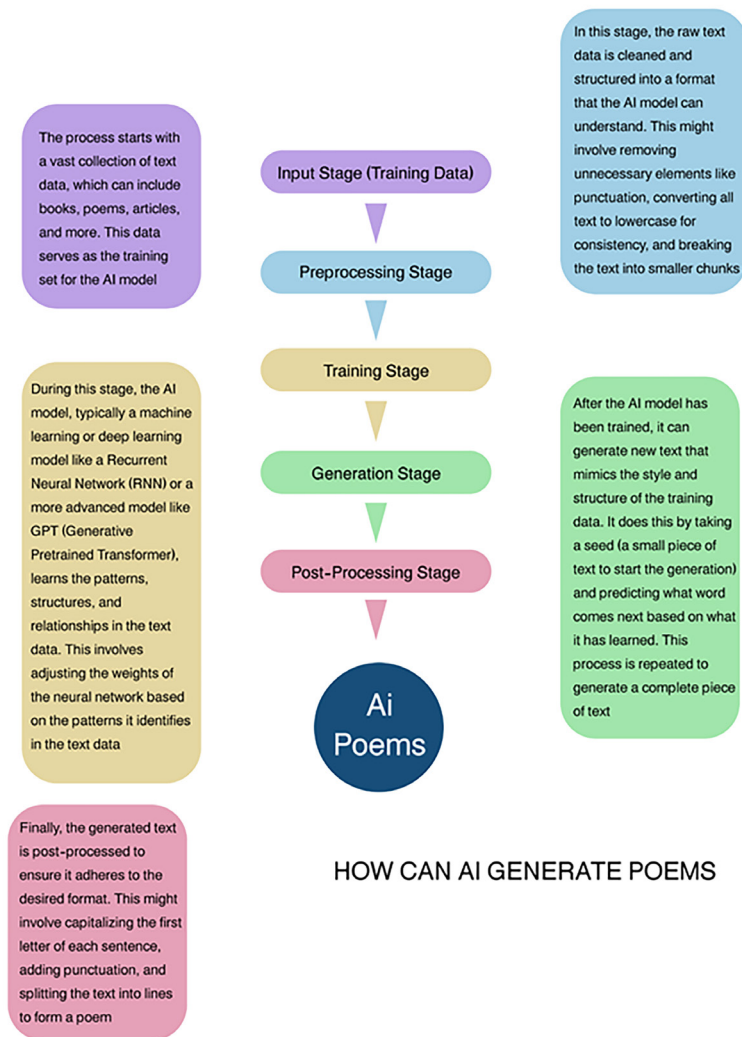 The process starts with
a vast collection of text
data, which can include
books, poems, articles,
and more. This data
serves as the training
set for the AI model
Input Stage (Training Data)
In this stage, the raw text
data is cleaned and
structured into a format
that the AI model can
understand. This might
involve removing
unnecessary elements like
punctuation, converting all
text to lowercase for
consistency, and breaking
the text into smaller chunks
Preprocessing Stage
Training Stage
During this stage, the AI
model, typically a machine
learning or deep learning
model like a Recurrent
Neural Network (RNN) or a
more advanced model like
GPT (Generative
Pretrained Transformer),
learns the patterns,
structures, and
relationships in the text
data. This involves
adjusting the weights of
the neural network based
on the patterns it identifies
in the text data
Generation Stage
After the AI model has
been trained, it can
generate new text that
mimics the style and
structure of the training
data. It does this by taking
a seed (a small piece of
text to start the generation)
and predicting what word
comes next based on what
it has learned. This
process is repeated to
generate a complete piece
of text
Post-Processing Stage
Ai
Poems
Finally, the generated text
is post-processed to
ensure it adheres to the
desired format. This might
involve capitalizing the first
letter of each sentence,
adding punctuation, and
splitting the text into lines
to form a poem
HOW CAN AI GENERATE POEMS